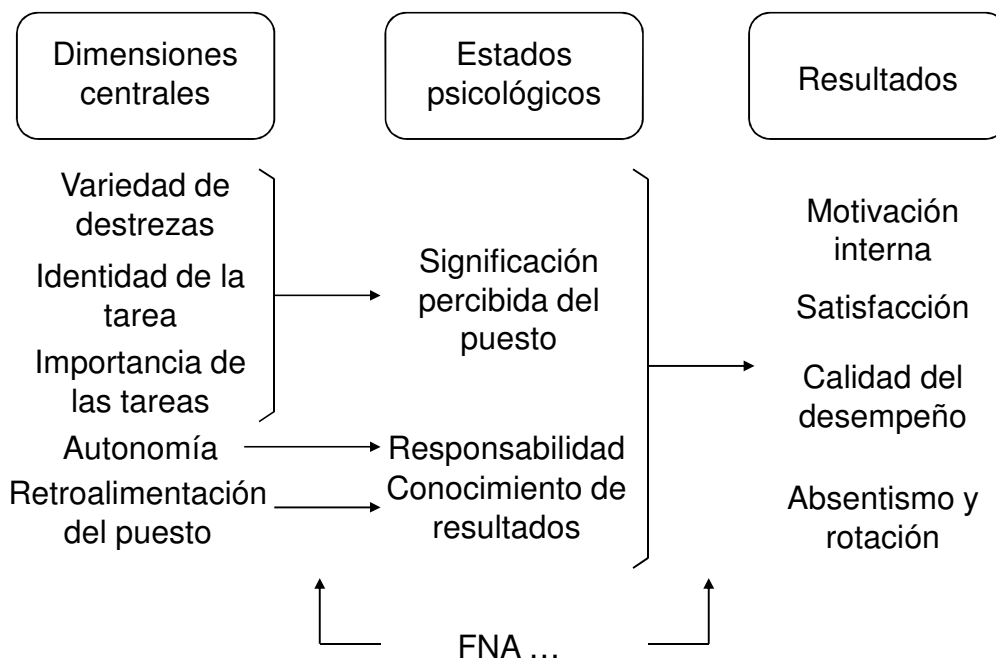 Dimensiones
centrales
Estados
psicológicos
Resultados
Variedad de
destrezas
Identidad de la
tarea
Importancia de
las tareas
Autonomía
Retroalimentación
del puesto
Significación
percibida del
puesto
Responsabilidad
Conocimiento de
resultados
Motivación
interna
Satisfacción
Calidad del
desempeño
Absentismo y
rotación
FNA ...